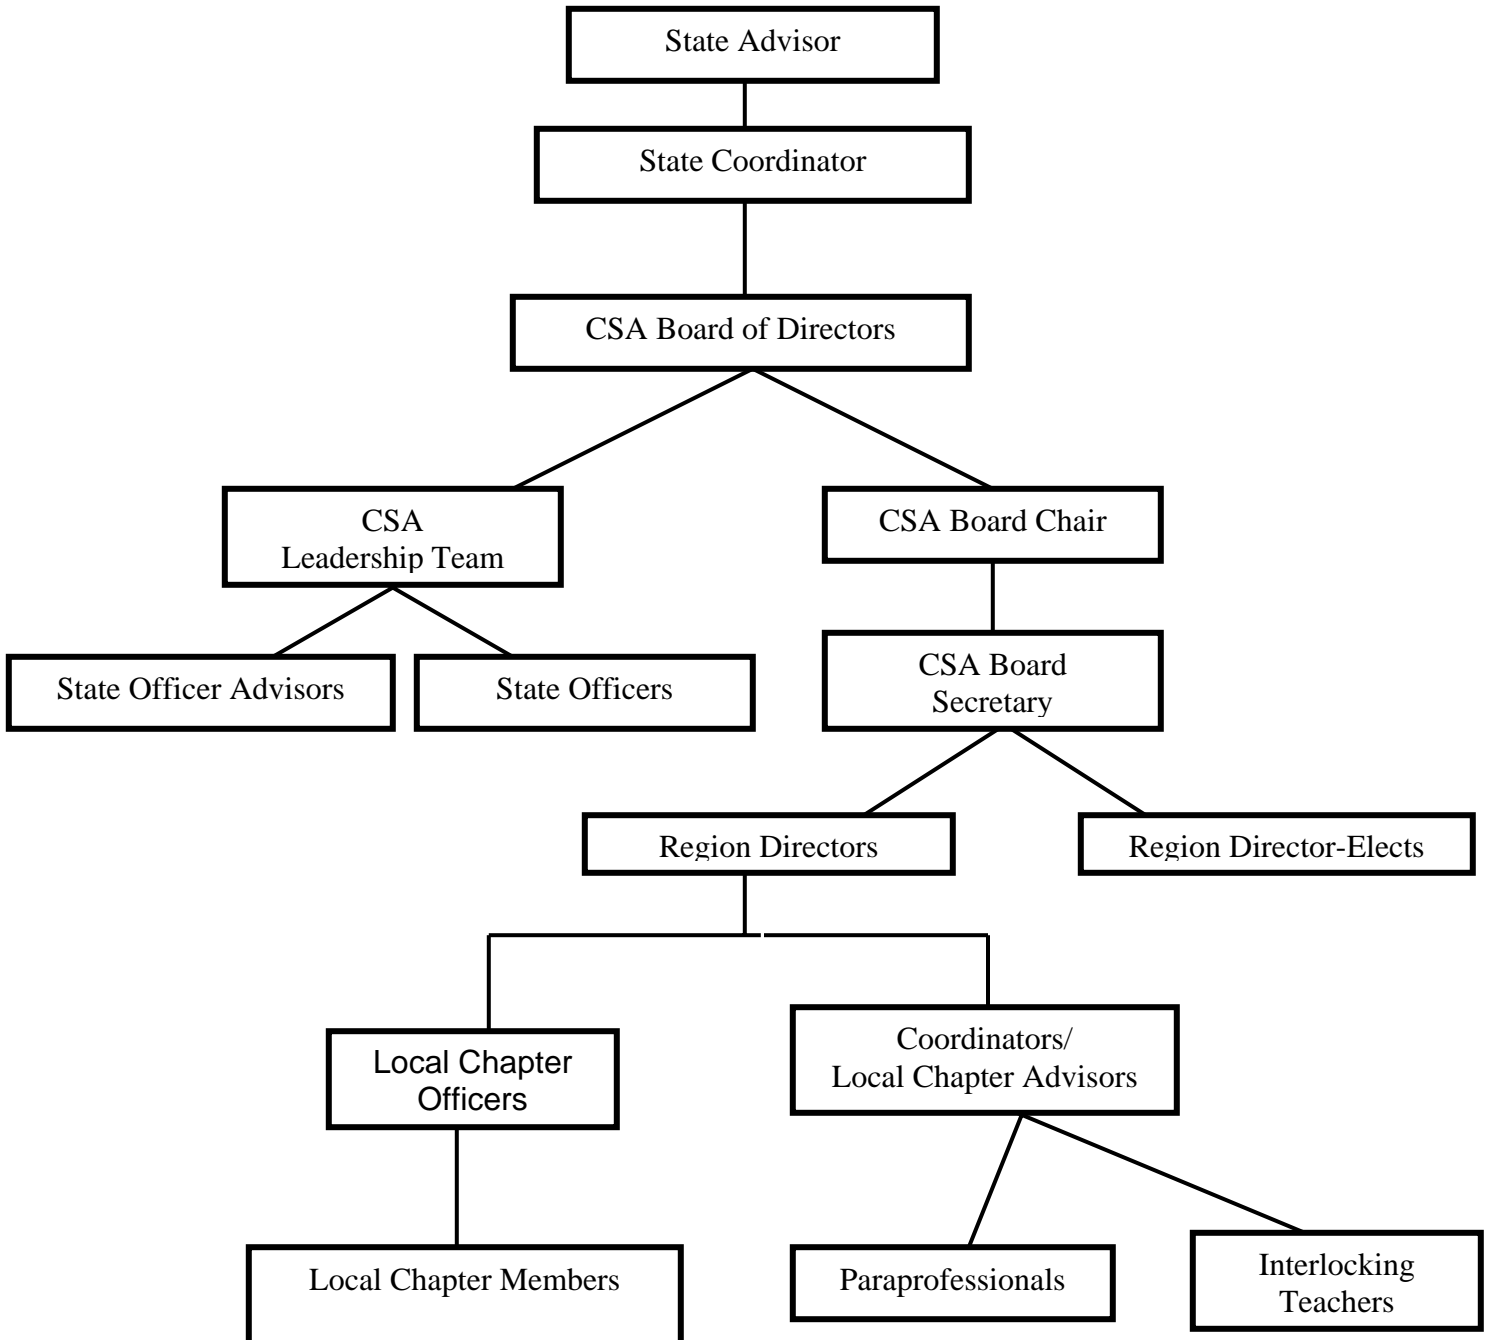 State Advisor
State Coordinator
CSA Board of Directors
CSA
Leadership Team
CSA Board Chair
State Officer Advisors
State Officers
CSA Board
Secretary
Region Directors
Region Director-Elects
Local Chapter
Officers
Coordinators/
Local Chapter Advisors
Local Chapter Members
Paraprofessionals
Interlocking
Teachers